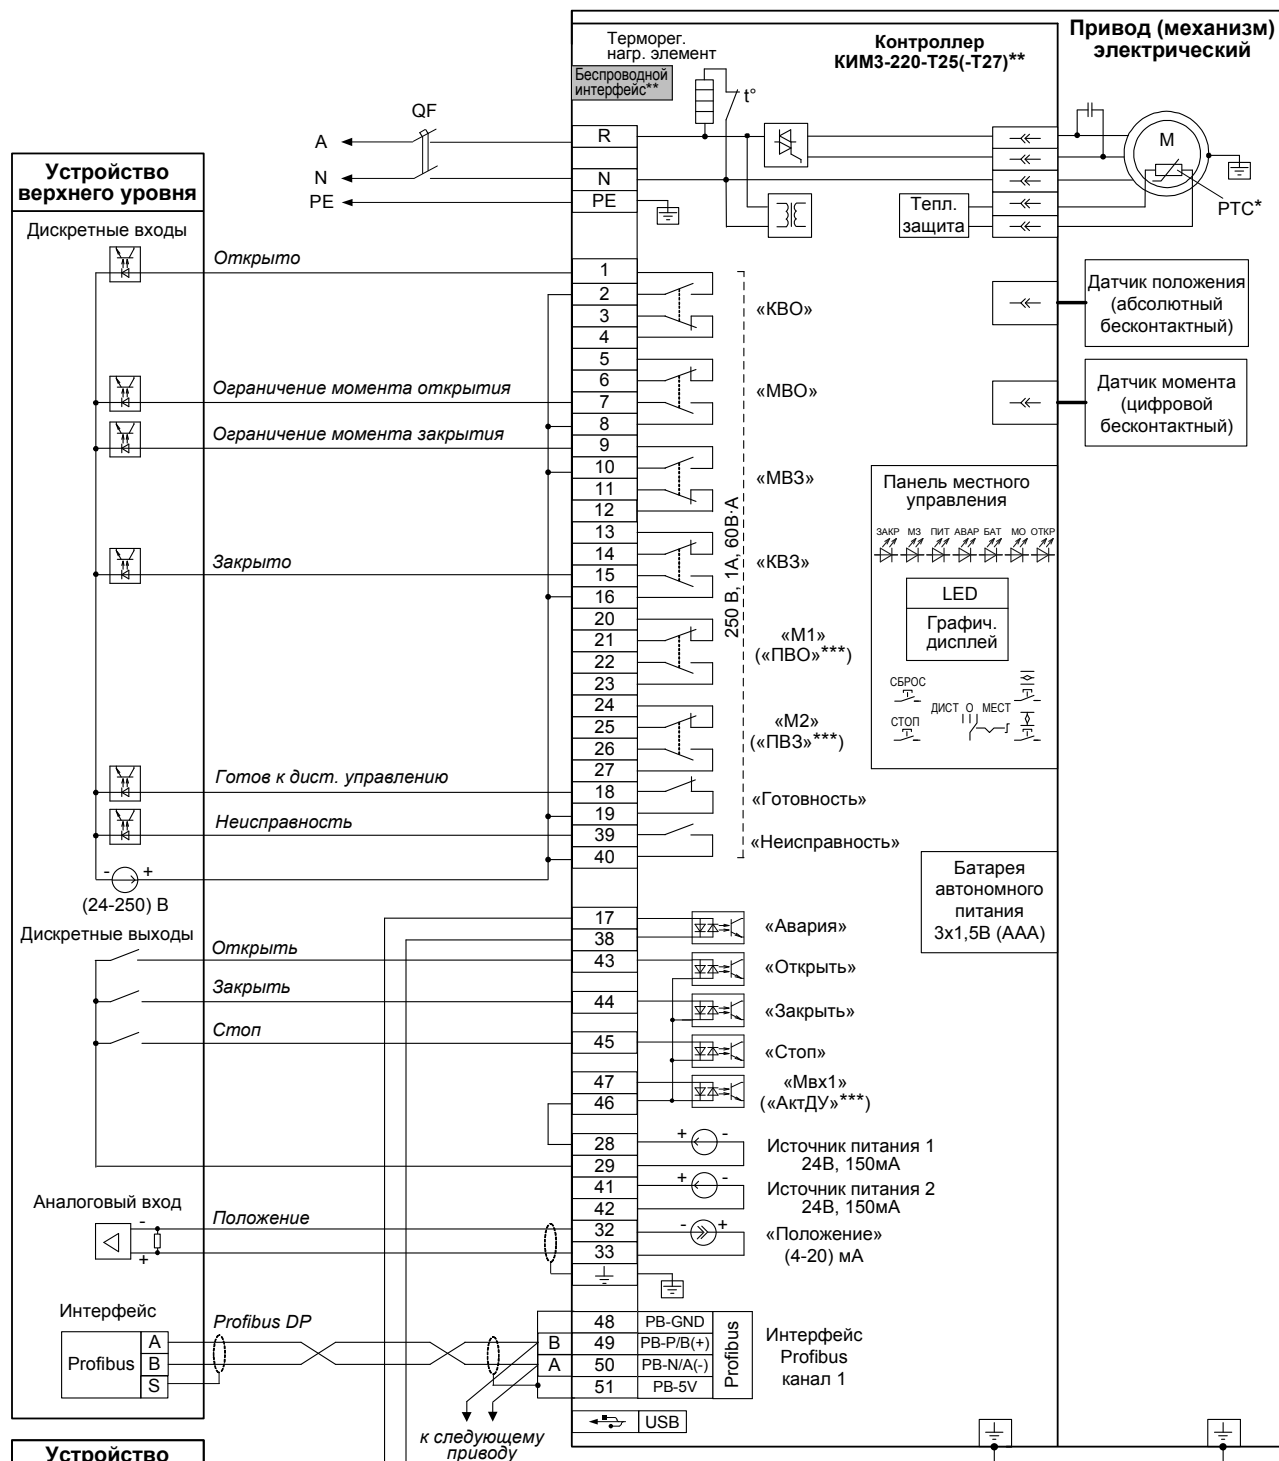 Привод (механизм)
электрический
Терморег.
нагр. элемент
Контроллер
КИМ3-220-Т25(-Т27)**
Беспроводной
интерфейс**
t°
QF
A
R
N
N
PE
PE
M
PTC*
Тепл.
защита
Устройство
верхнего уровня
Дискретные входы
Открыто
1
2
3
4
«КВО»
Датчик положения
(абсолютный
бесконтактный)
5
6
7
8
Ограничение момента открытия
«МВО»
Датчик момента
(цифровой
бесконтактный)
Ограничение момента закрытия
9
10
11
12
«МВЗ»
250 В, 1А, 60В·А
Панель местного
управления
ЗАКР МЗ ПИТ АВАР БАТ МО ОТКР
LED
Графич.
дисплей
СБРОС
СТОП
ДИСТ О МЕСТ
13
14
15
16
Закрыто
«КВЗ»
20
21
22
23
«М1»
(«ПВО»***)
24
25
26
27
«М2»
(«ПВЗ»***)
Готов к дист. управлению
18
19
«Готовность»
Неисправность
39
40
«Неисправность»
- +
(24-250) В
Батарея
автономного
питания
3х1,5В (ААА)
Дискретные выходы
17
38
«Авария»
Открыть
43
«Открыть»
Закрыть
44
«Закрыть»
Стоп
45
«Стоп»
47
46
«Мвх1»
(«АктДУ»***)
28
29
+ -
Источник питания 1
24В, 150мА
41
42
+ -
Источник питания 2
24В, 150мА
Аналоговый вход
-
+
Положение
32
33
- +
«Положение»
(4-20) мА
Интерфейс
Profibus
A
B
S
Profibus DP
B
A
48 PB-GND
49 PB-P/B(+)
50 PB-N/A(-)
51 PB-5V
Profibus
Интерфейс
Profibus
канал 1
USB
к следующему
приводу
Устройство